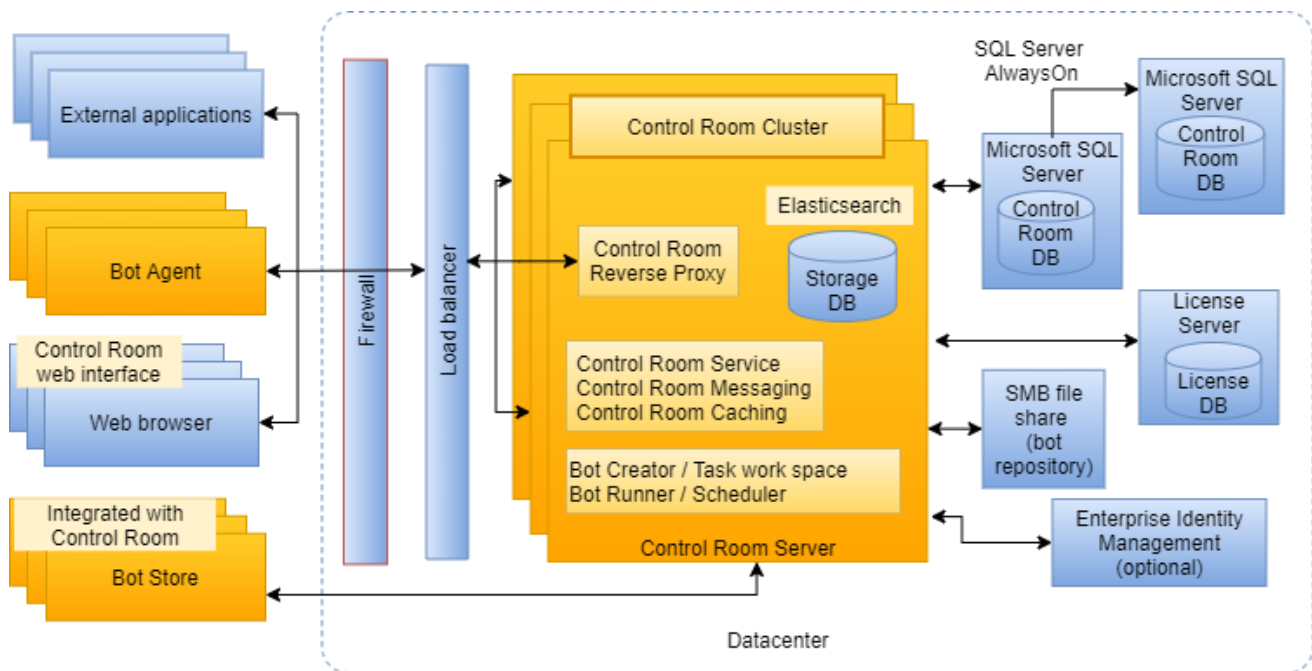 External applications
Bot Agent
Control Room
web interface
Web browser
Integrated with
Control Room
Bot Store
Firewall
Load balancer
Control Room Cluster
Elasticsearch
Storage
DB
Control Room
Reverse Proxy
Control Room Service
Control Room Messaging
Control Room Caching
Bot Creator / Task work space
Bot Runner / Scheduler
Control Room Server
SQL Server
AlwaysOn
Microsoft SQL
Server
Control
Room
DB
Microsoft SQL
Server
Control
Room
DB
License
Server
License
DB
SMB file
share
(bot
repository)
Enterprise Identity
Management
(optional)
Datacenter